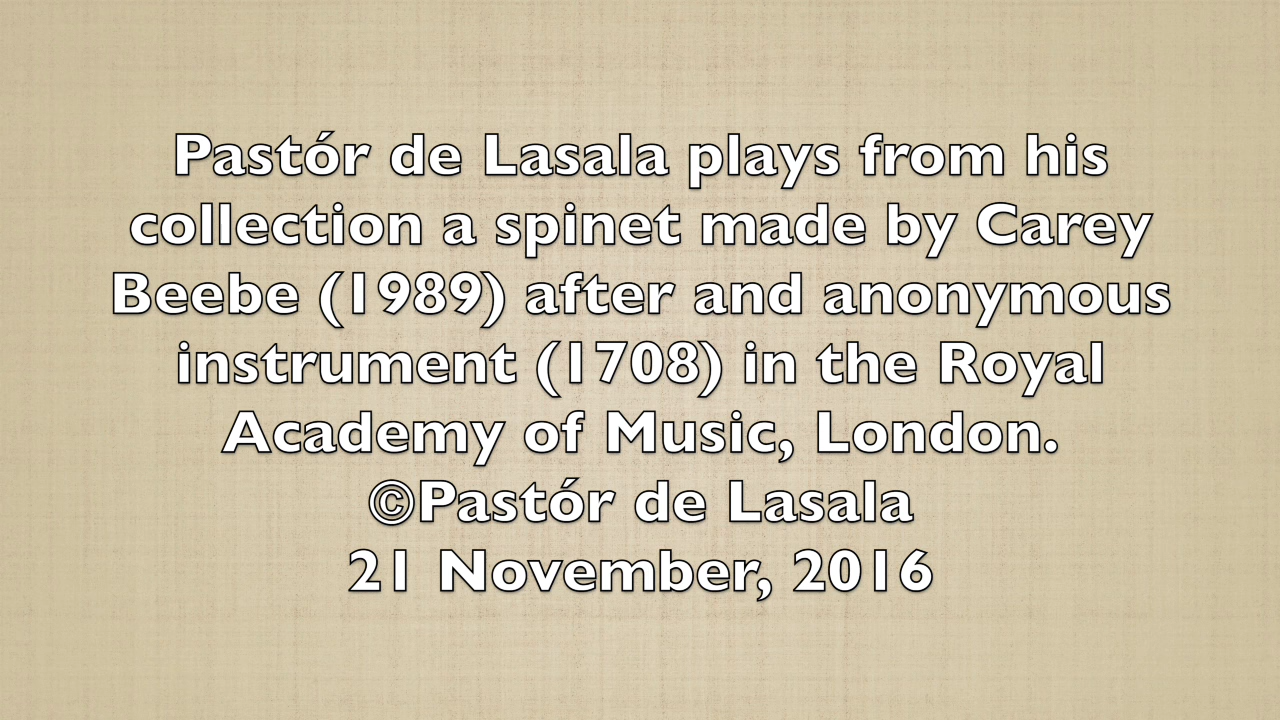 Pastór de Lasala plays from his
collection a spinet made by Carey
Beebe (1989) after and anonymous
instrument (1708) in the Royal
Academy of Music, London.
©Pastór de Lasala
21 November, 2016